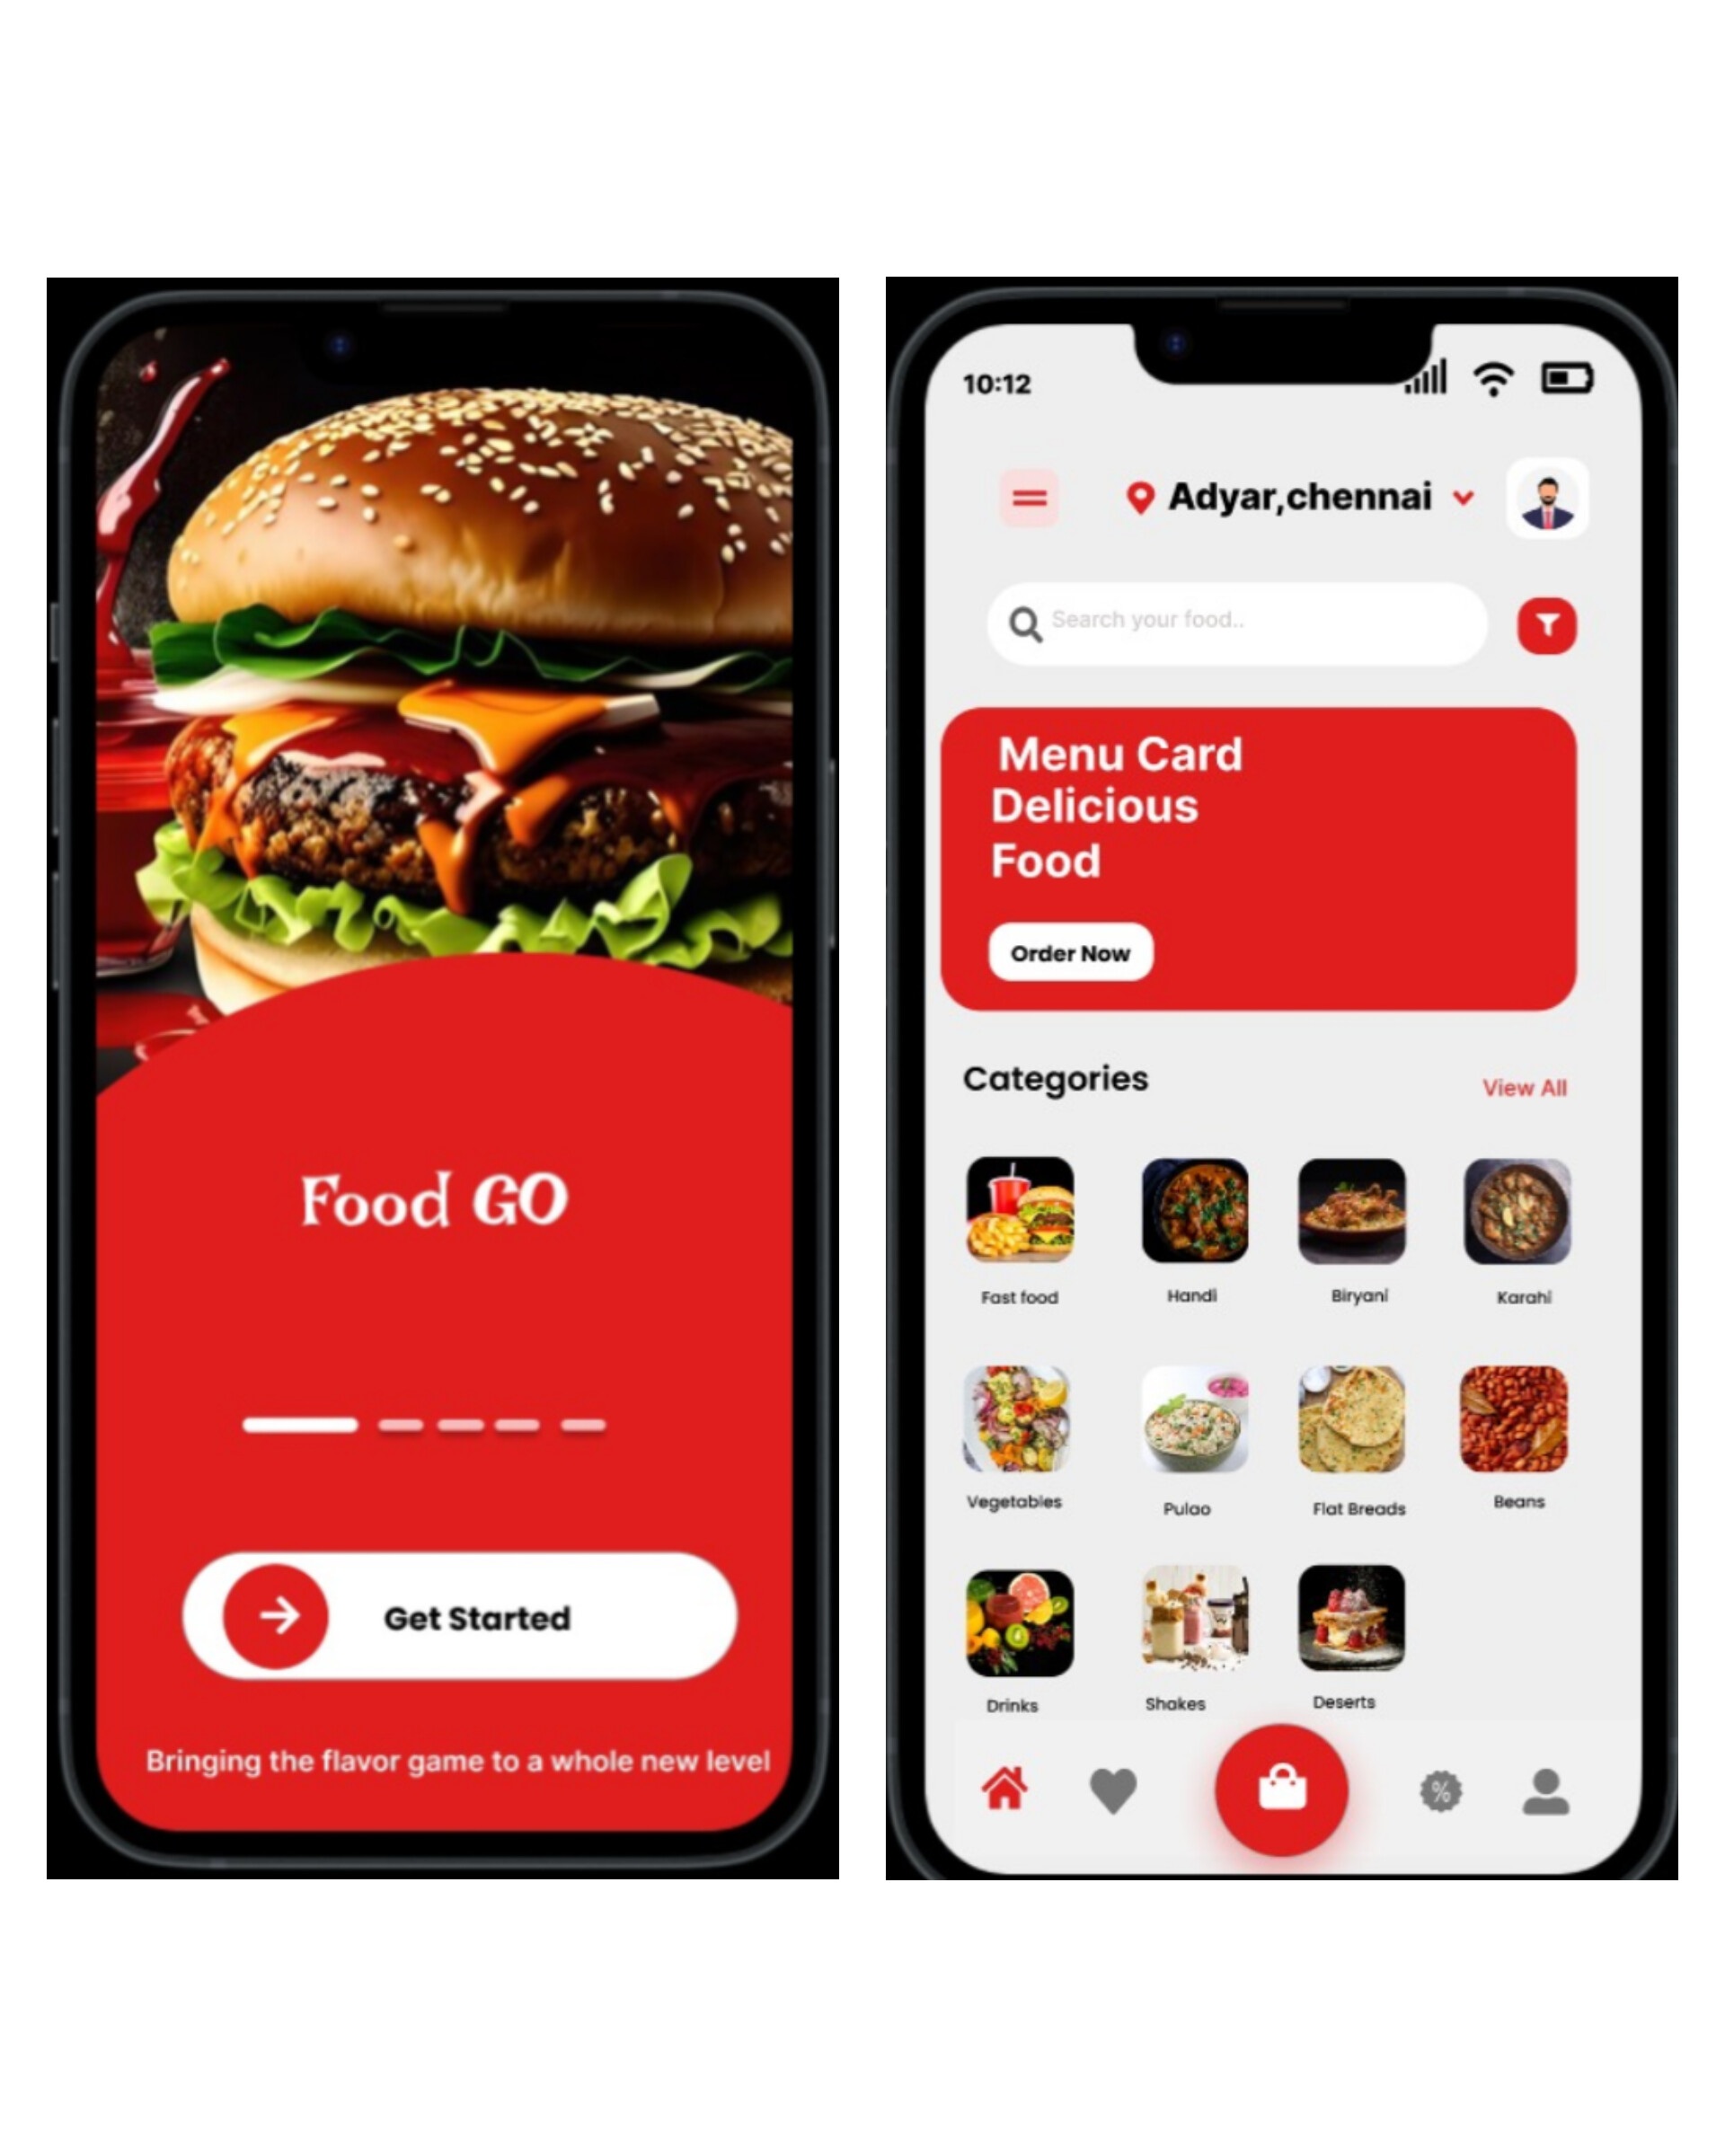 Food GO
Get Started
Bringing the flavor game to a whole new level
10:12
Adyar,chennai
Search your food..
Menu Card
Delicious
Food
Order Now
Categories
View All
Fast food
Handi
Biryani
Karahi
Vegetables
Pulao
Flat Breads
Beans
Drinks
Shakes
Deserts
%